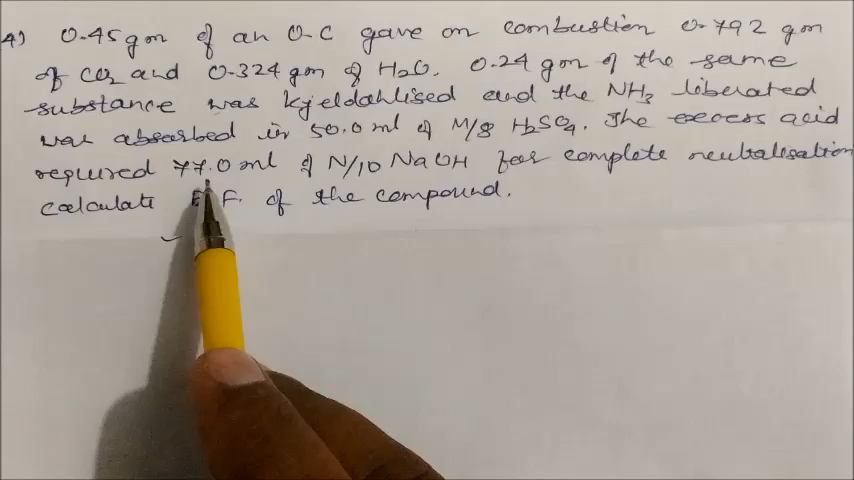 4) 0.45 gm of an O-C gave on combustion 0.792 gm
of CO2 and 0.324 gm of H2O. 0.24 gm of the same
substance was kjeldahlised and the NH3 liberated
was absorbed in 50.0 ml of M/8 H2SO4. The excess acid
required 77.0 ml of N/10 NaOH for complete neutralisation
calculate E.F. of the compound.